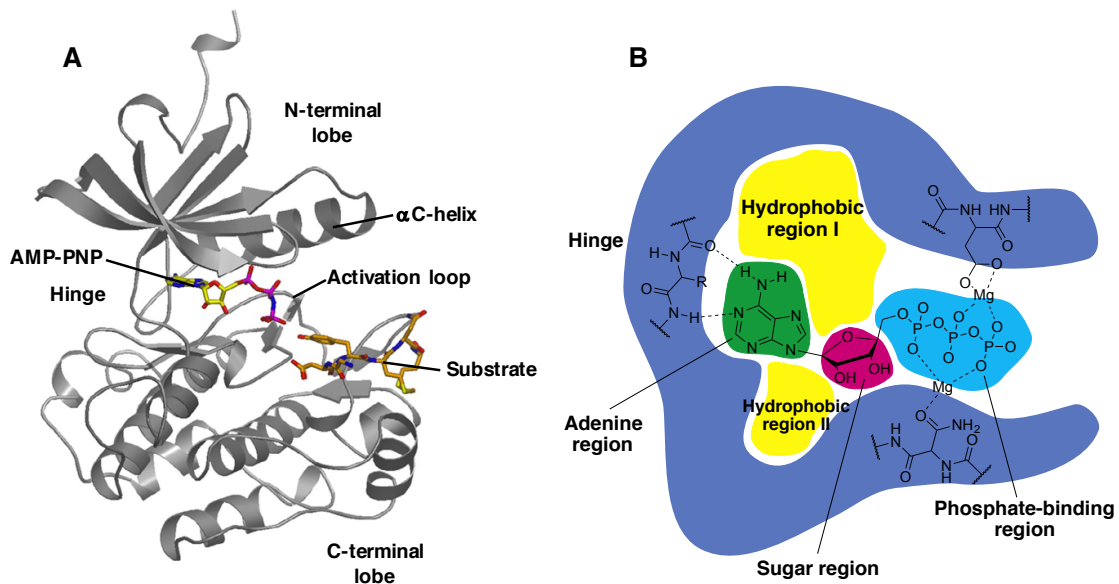 A
N-terminal
lobe
αC-helix
AMP-PNP
Hinge
Activation loop
Substrate
C-terminal
lobe
B
Hinge
Hydrophobic
region I
O
NH
HN
O
O
O
Mg
O
H
N
R
O
N
H
H
H
N
N
N
N
N
O
OH
OH
O
P
O
O
O
P
O
O
O
P
O
O
O
Hydrophobic
region II
Mg
O
NH2
H
N
O
N
H
O
Adenine
region
Phosphate-binding
region
Sugar region